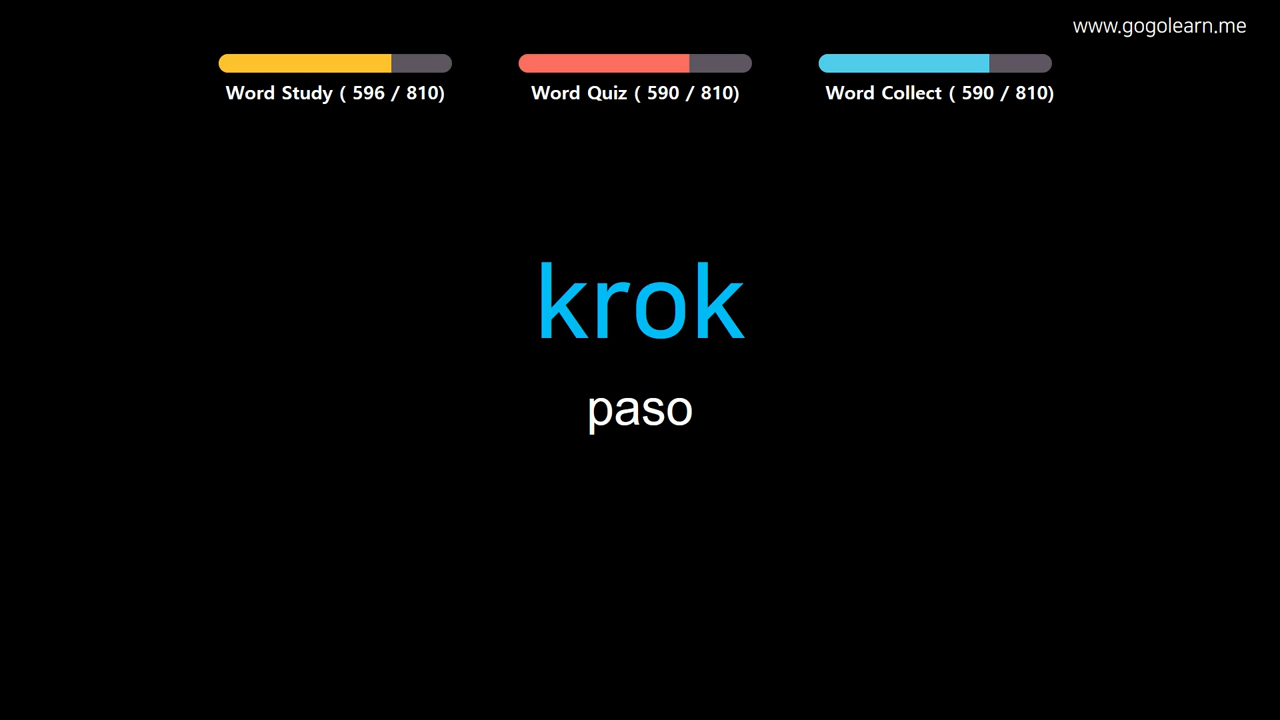 www.gogolearn.me
Word Study ( 596 / 810)
Word Quiz ( 590 / 810)
Word Collect ( 590 / 810)
krok
paso